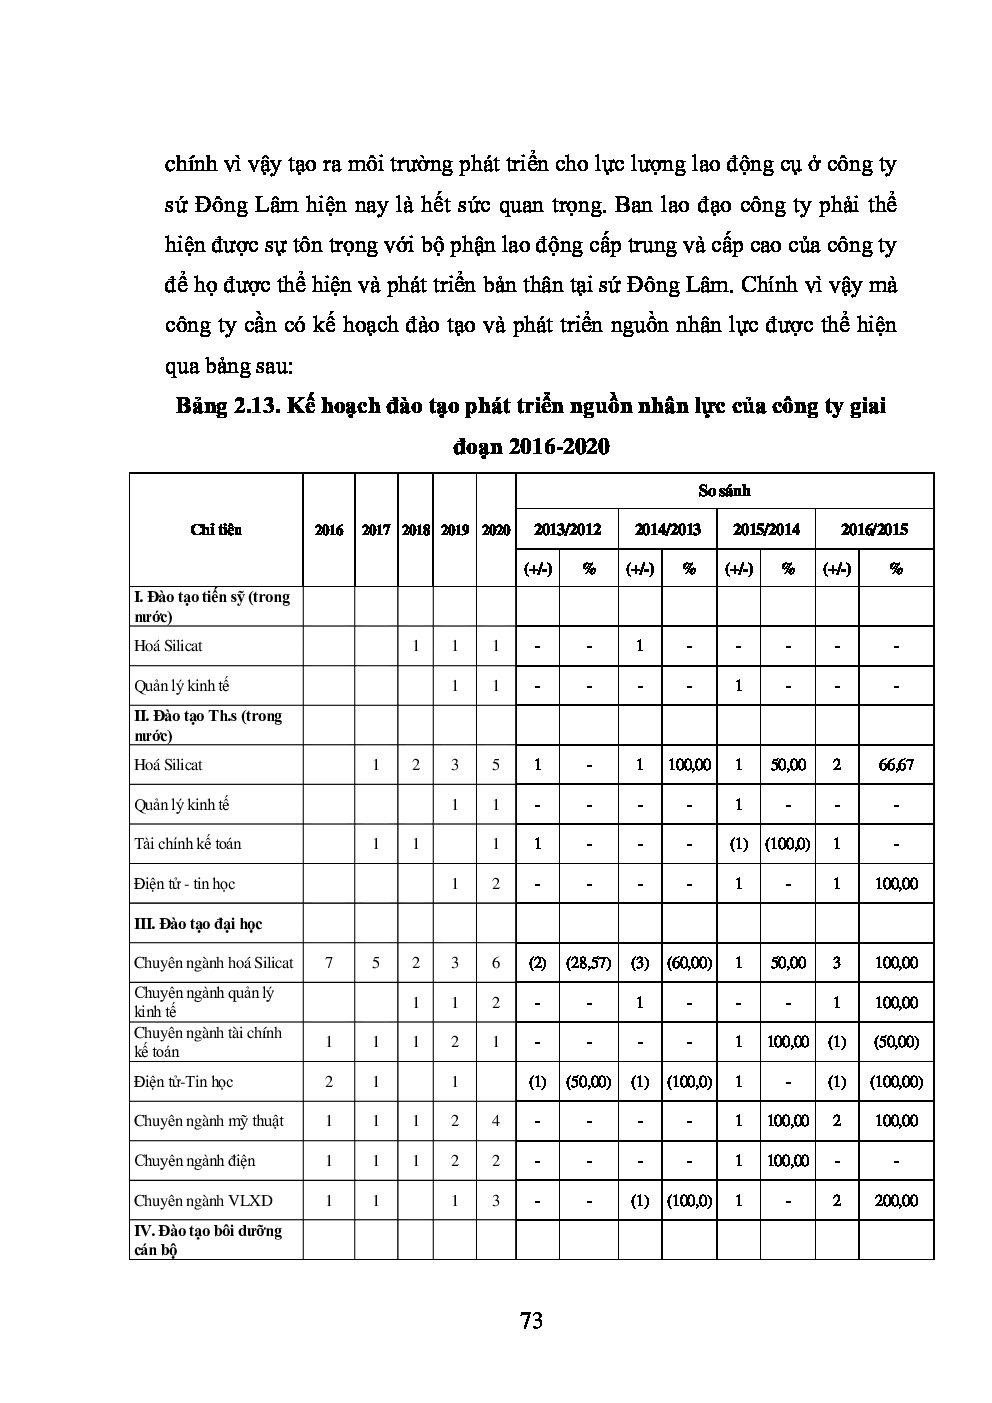 chính vì vậy tạo ra môi trường phát triển cho lực lượng lao động cụ ở công ty
sứ Đông Lâm hiện nay là hết sức quan trọng. Ban lao đạo công ty phải thể
hiện được sự tôn trọng với bộ phận lao động cấp trung và cấp cao của công ty
để họ được thể hiện và phát triển bản thân tại sứ Đông Lâm. Chính vì vậy mà
công ty cần có kế hoạch đào tạo và phát triển nguồn nhân lực được thể hiện
qua bảng sau:
Bảng 2.13. Kế hoạch đào tạo phát triển nguồn nhân lực của công ty giai
đoạn 2016-2020
So sánh
Chỉ tiêu 2016 2017 2018 2019 2020 2013/2012 2014/2013 2015/2014 2016/2015
(+/-) % (+/-) % (+/-) % (+/-) %
I. Đào tạo tiến sỹ (trong
nước)
Hoá Silicat 1 1 1 - - 1 - - - - -
Quản lý kinh tế 1 1 - - - - 1 - - -
II. Đào tạo Th.s (trong
nước)
Hoá Silicat 1 2 3 5 1 - 1 100,00 1 50,00 2 66,67
Quản lý kinh tế 1 1 - - - - 1 - - -
Tài chính kế toán 1 1 1 1 - - - (1) (100,0) 1 -
Điện tử - tin học 1 2 - - - - 1 - 1 100,00
III. Đào tạo đại học
Chuyên ngành hoá Silicat 7 5 2 3 6 (2) (28,57) (3) (60,00) 1 50,00 3 100,00
Chuyên ngành quản lý
kinh tế 1 1 2 - - 1 - - - 1 100,00
Chuyên ngành tài chính
kế toán 1 1 1 2 1 - - - - 1 100,00 (1) (50,00)
Điện tử-Tin học 2 1 1 (1) (50,00) (1) (100,0) 1 - (1) (100,00)
Chuyên ngành mỹ thuật 1 1 1 2 4 - - - - 1 100,00 2 100,00
Chuyên ngành điện 1 1 1 2 2 - - - - 1 100,00 - -
Chuyên ngành VLXD 1 1 1 3 - - (1) (100,0) 1 - 2 200,00
IV. Đào tạo bôi dưỡng
cán bộ
73